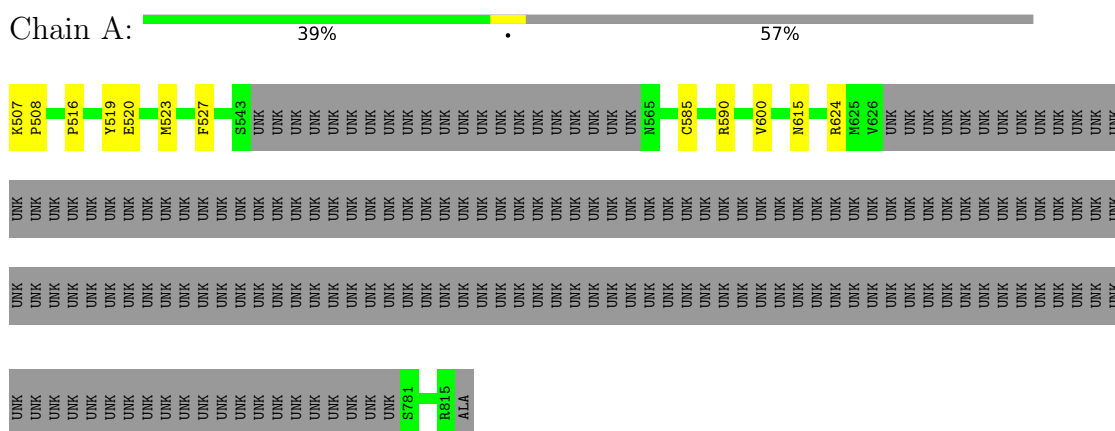 Chain A:
39% • 57%
K507 P508 P516 Y519 E520 M523 F527 S543 UNK UNK UNK UNK UNK UNK UNK UNK UNK UNK UNK UNK UNK UNK UNK UNK UNK UNK UNK UNK UNK N565 C585 R590 V600 N615 R624 M625 V626 UNK UNK UNK UNK UNK UNK UNK UNK UNK UNK UNK UNK UNK
UNK UNK UNK UNK UNK UNK UNK UNK UNK UNK UNK UNK UNK UNK UNK UNK UNK UNK UNK UNK UNK UNK UNK UNK UNK UNK UNK UNK UNK UNK UNK UNK UNK UNK UNK UNK UNK UNK UNK UNK UNK UNK UNK UNK UNK UNK UNK UNK UNK UNK UNK UNK UNK UNK UNK UNK UNK UNK UNK UNK
UNK UNK UNK UNK UNK UNK UNK UNK UNK UNK UNK UNK UNK UNK UNK UNK UNK UNK UNK UNK UNK UNK UNK UNK UNK UNK UNK UNK UNK UNK UNK UNK UNK UNK UNK UNK UNK UNK UNK UNK UNK UNK UNK UNK UNK UNK UNK UNK UNK UNK UNK UNK UNK UNK UNK UNK UNK UNK UNK UNK
UNK UNK UNK UNK UNK UNK UNK UNK UNK UNK UNK UNK UNK UNK UNK UNK UNK UNK UNK UNK UNK S781 R815 ALA